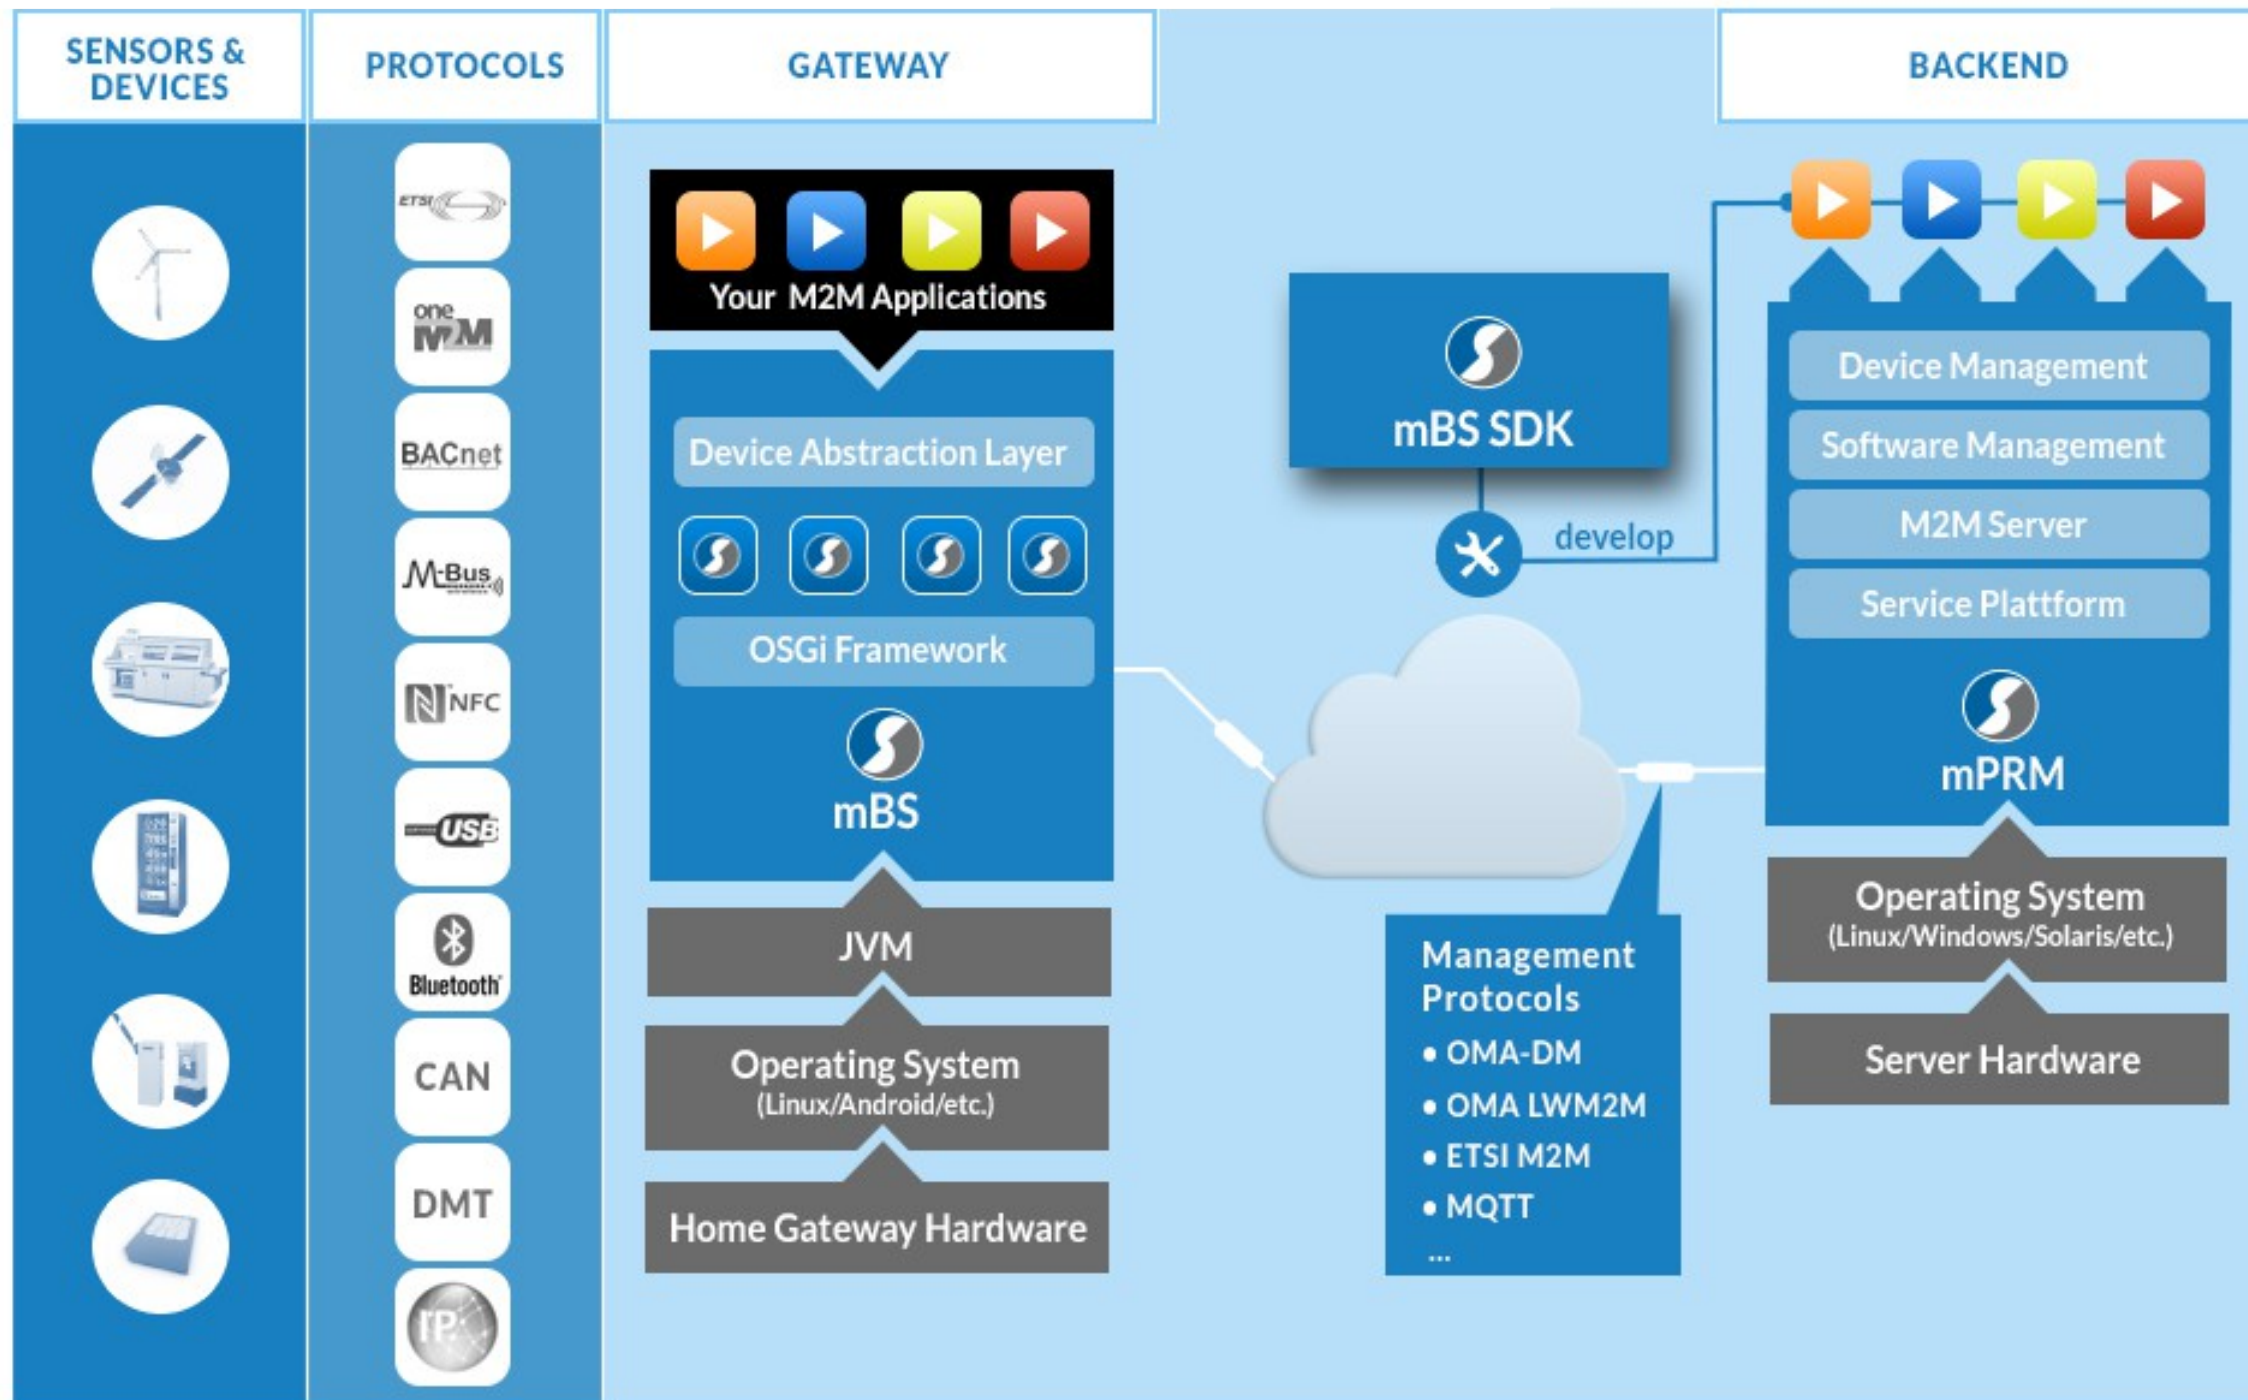 SENSORS &
DEVICES
PROTOCOLS
GATEWAY
BACKEND
ETSI
one
M2M
BACnet
M-Bus
NFC
USB
Bluetooth
CAN
DMT
IP
Your M2M Applications
Device Abstraction Layer
OSGi Framework
mBS
JVM
Operating System
(Linux/Android/etc.)
Home Gateway Hardware
mBS SDK
develop
Management
Protocols
• OMA-DM
• OMA LWM2M
• ETSI M2M
• MQTT
...
Device Management
Software Management
M2M Server
Service Plattform
mPRM
Operating System
(Linux/Windows/Solaris/etc.)
Server Hardware